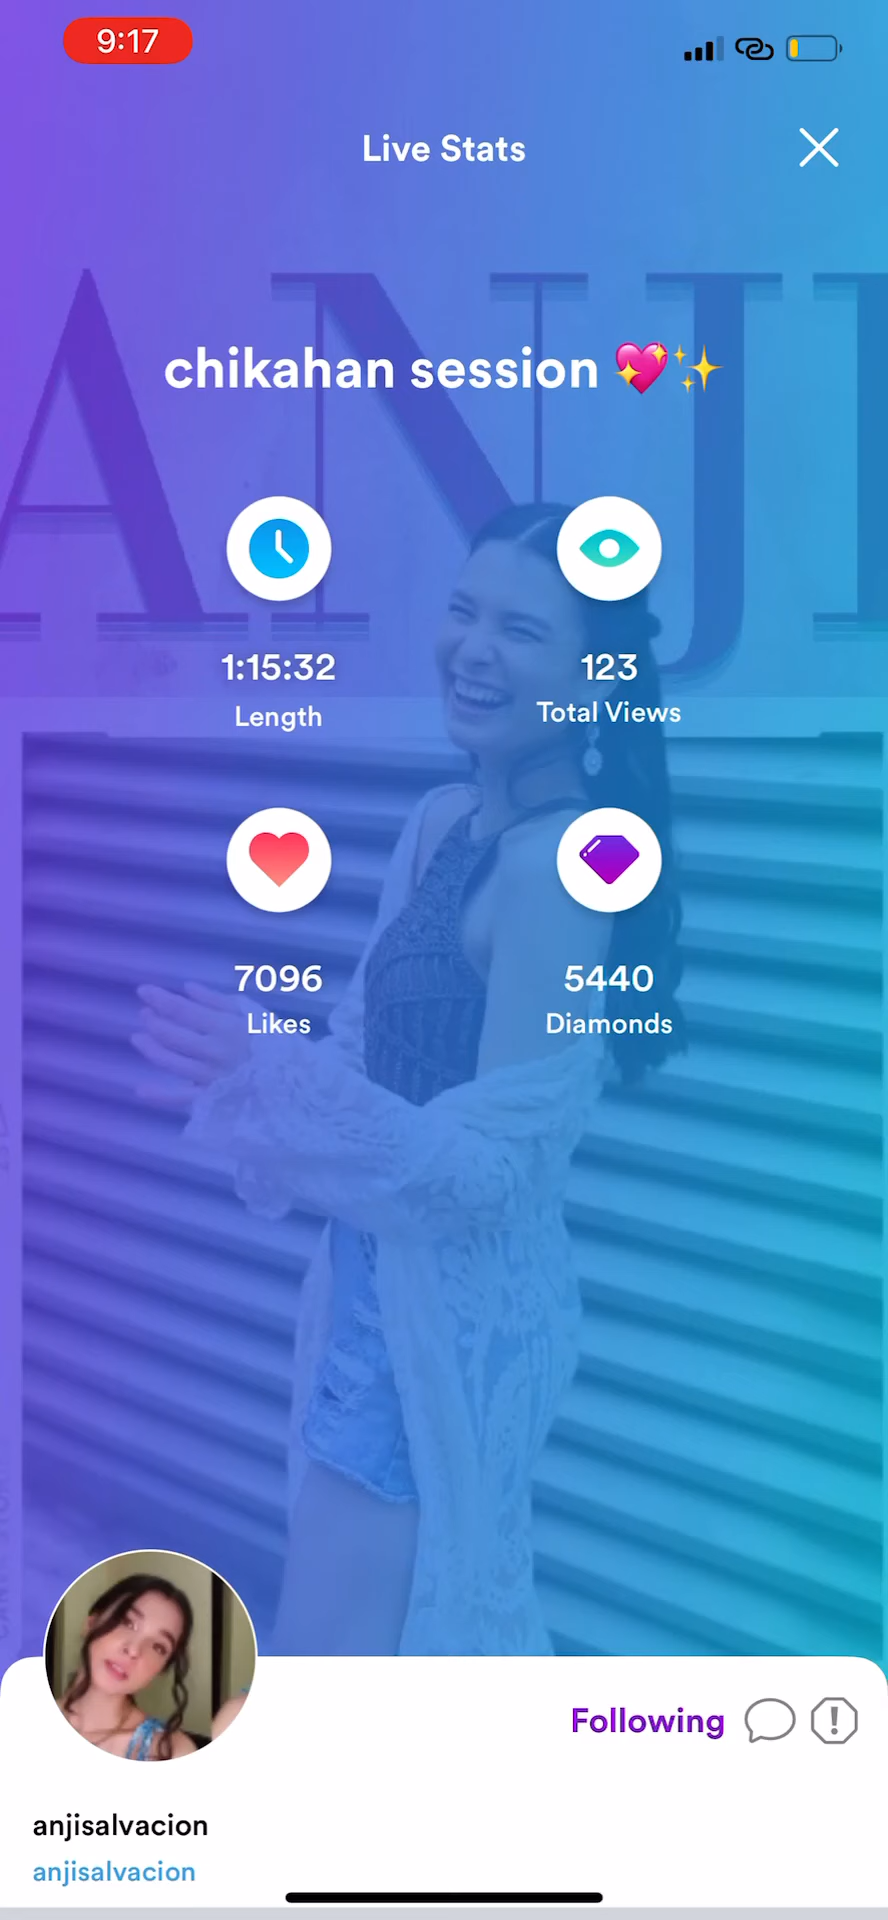 9:17
Live Stats
ANJI
chikahan session 💖✨
1:15:32
Length
123
Total Views
7096
Likes
5440
Diamonds
Following
anjisalvacion
anjisalvacion